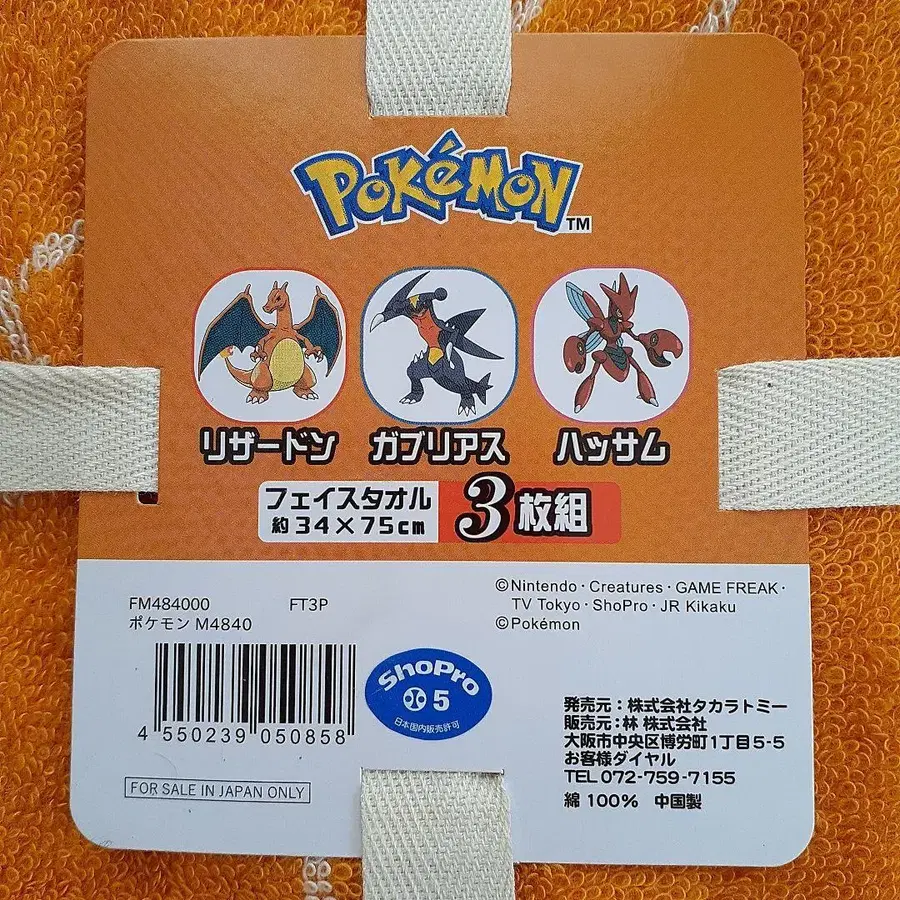 POKéMON™
リザードン
ガブリアス
ハッサム
フェイスタオル
約34×75cm
3枚組
FM484000 FT3P
ポケモン M4840
©Nintendo・Creatures・GAME FREAK・
TV Tokyo・ShoPro・JR Kikaku
©Pokémon
4 550239 050858
ShoPro
5
日本国内販売許可
FOR SALE IN JAPAN ONLY
発売元：株式会社タカラトミー
販売元：林 株式会社
大阪市中央区博労町1丁目5-5
お客様ダイヤル
TEL 072-759-7155
綿 100% 中国製